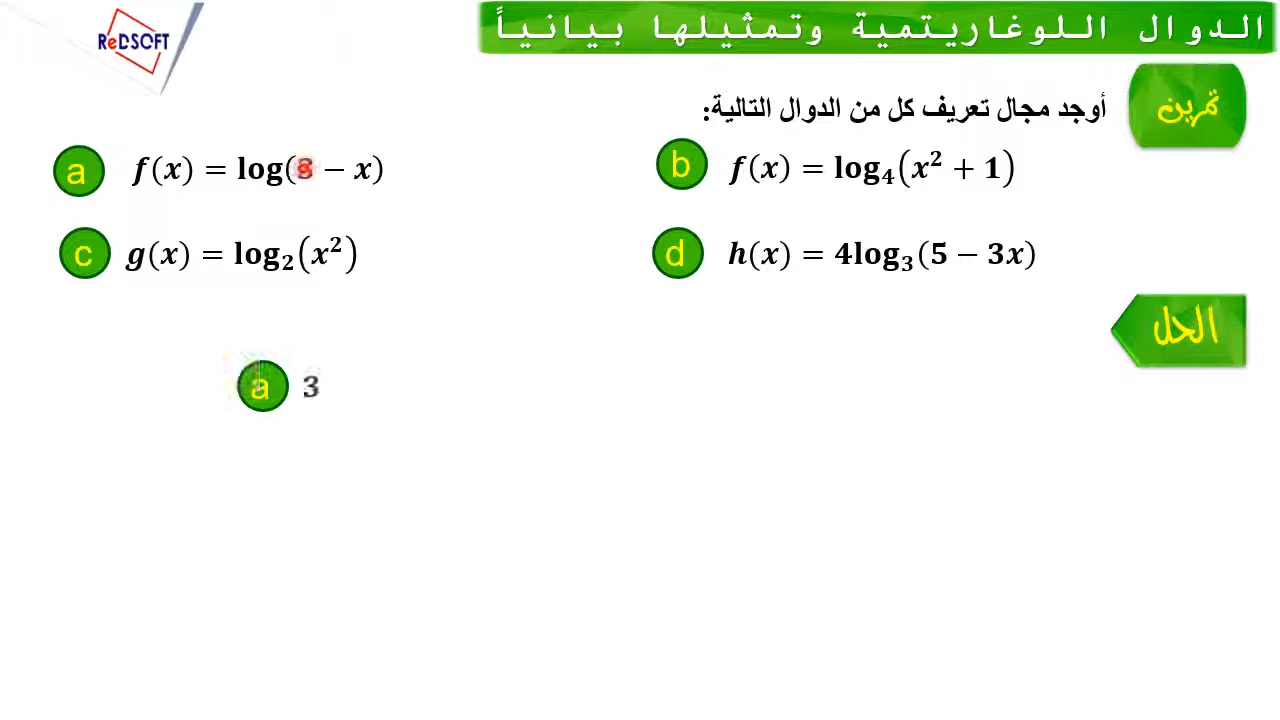 ReDSOFT
الدوال اللوغاريتمية وتمثيلها بيانياً
تمرين
أوجد مجال تعريف كل من الدوال التالية:
a f(x) = log(3 − x)
b f(x) = log₄(x² + 1)
c g(x) = log₂(x²)
d h(x) = 4log₃(5 − 3x)
الحل
a 3